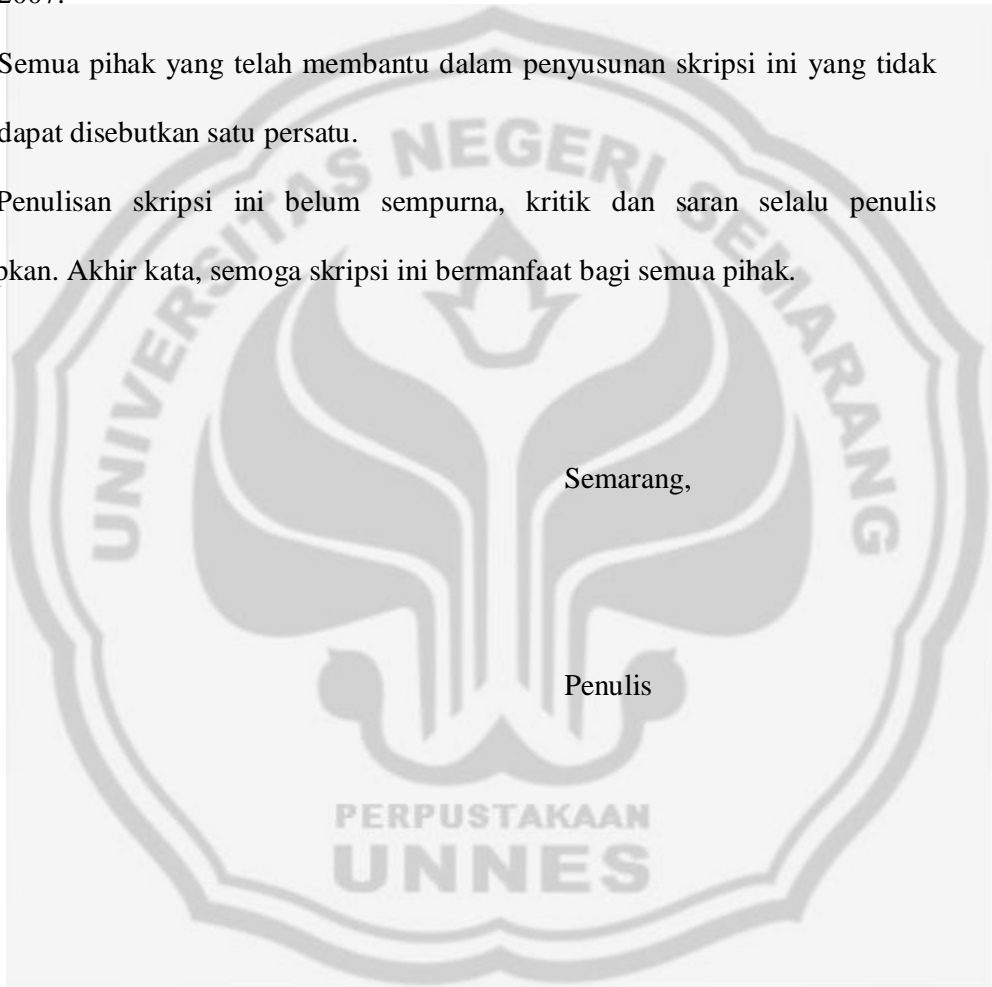 2007.
Semua pihak yang telah membantu dalam penyusunan skripsi ini yang tidak
dapat disebutkan satu persatu.
Penulisan skripsi ini belum sempurna, kritik dan saran selalu penulis
pkan. Akhir kata, semoga skripsi ini bermanfaat bagi semua pihak.
UNIVERSITAS NEGERI SEMARANG
Semarang,
Penulis
PERPUSTAKAAN
UNNES